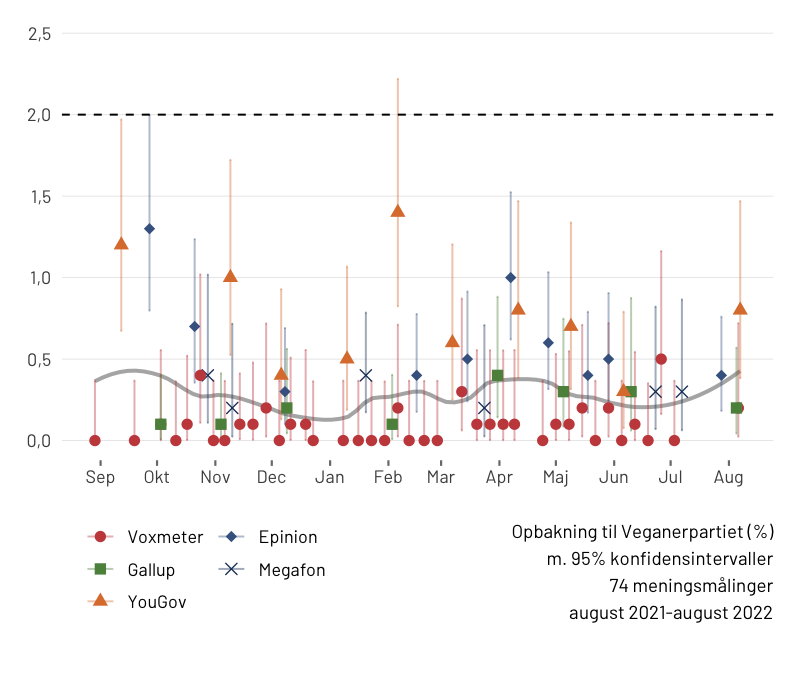 2,5
2,0
1,5
1,0
0,5
0,0
Sep Okt Nov Dec Jan Feb Mar Apr Maj Jun Jul Aug
Voxmeter Epinion
Gallup Megafon
YouGov
Opbakning til Veganerpartiet (%)
m. 95% konfidensintervaller
74 meningsmålinger
august 2021-august 2022